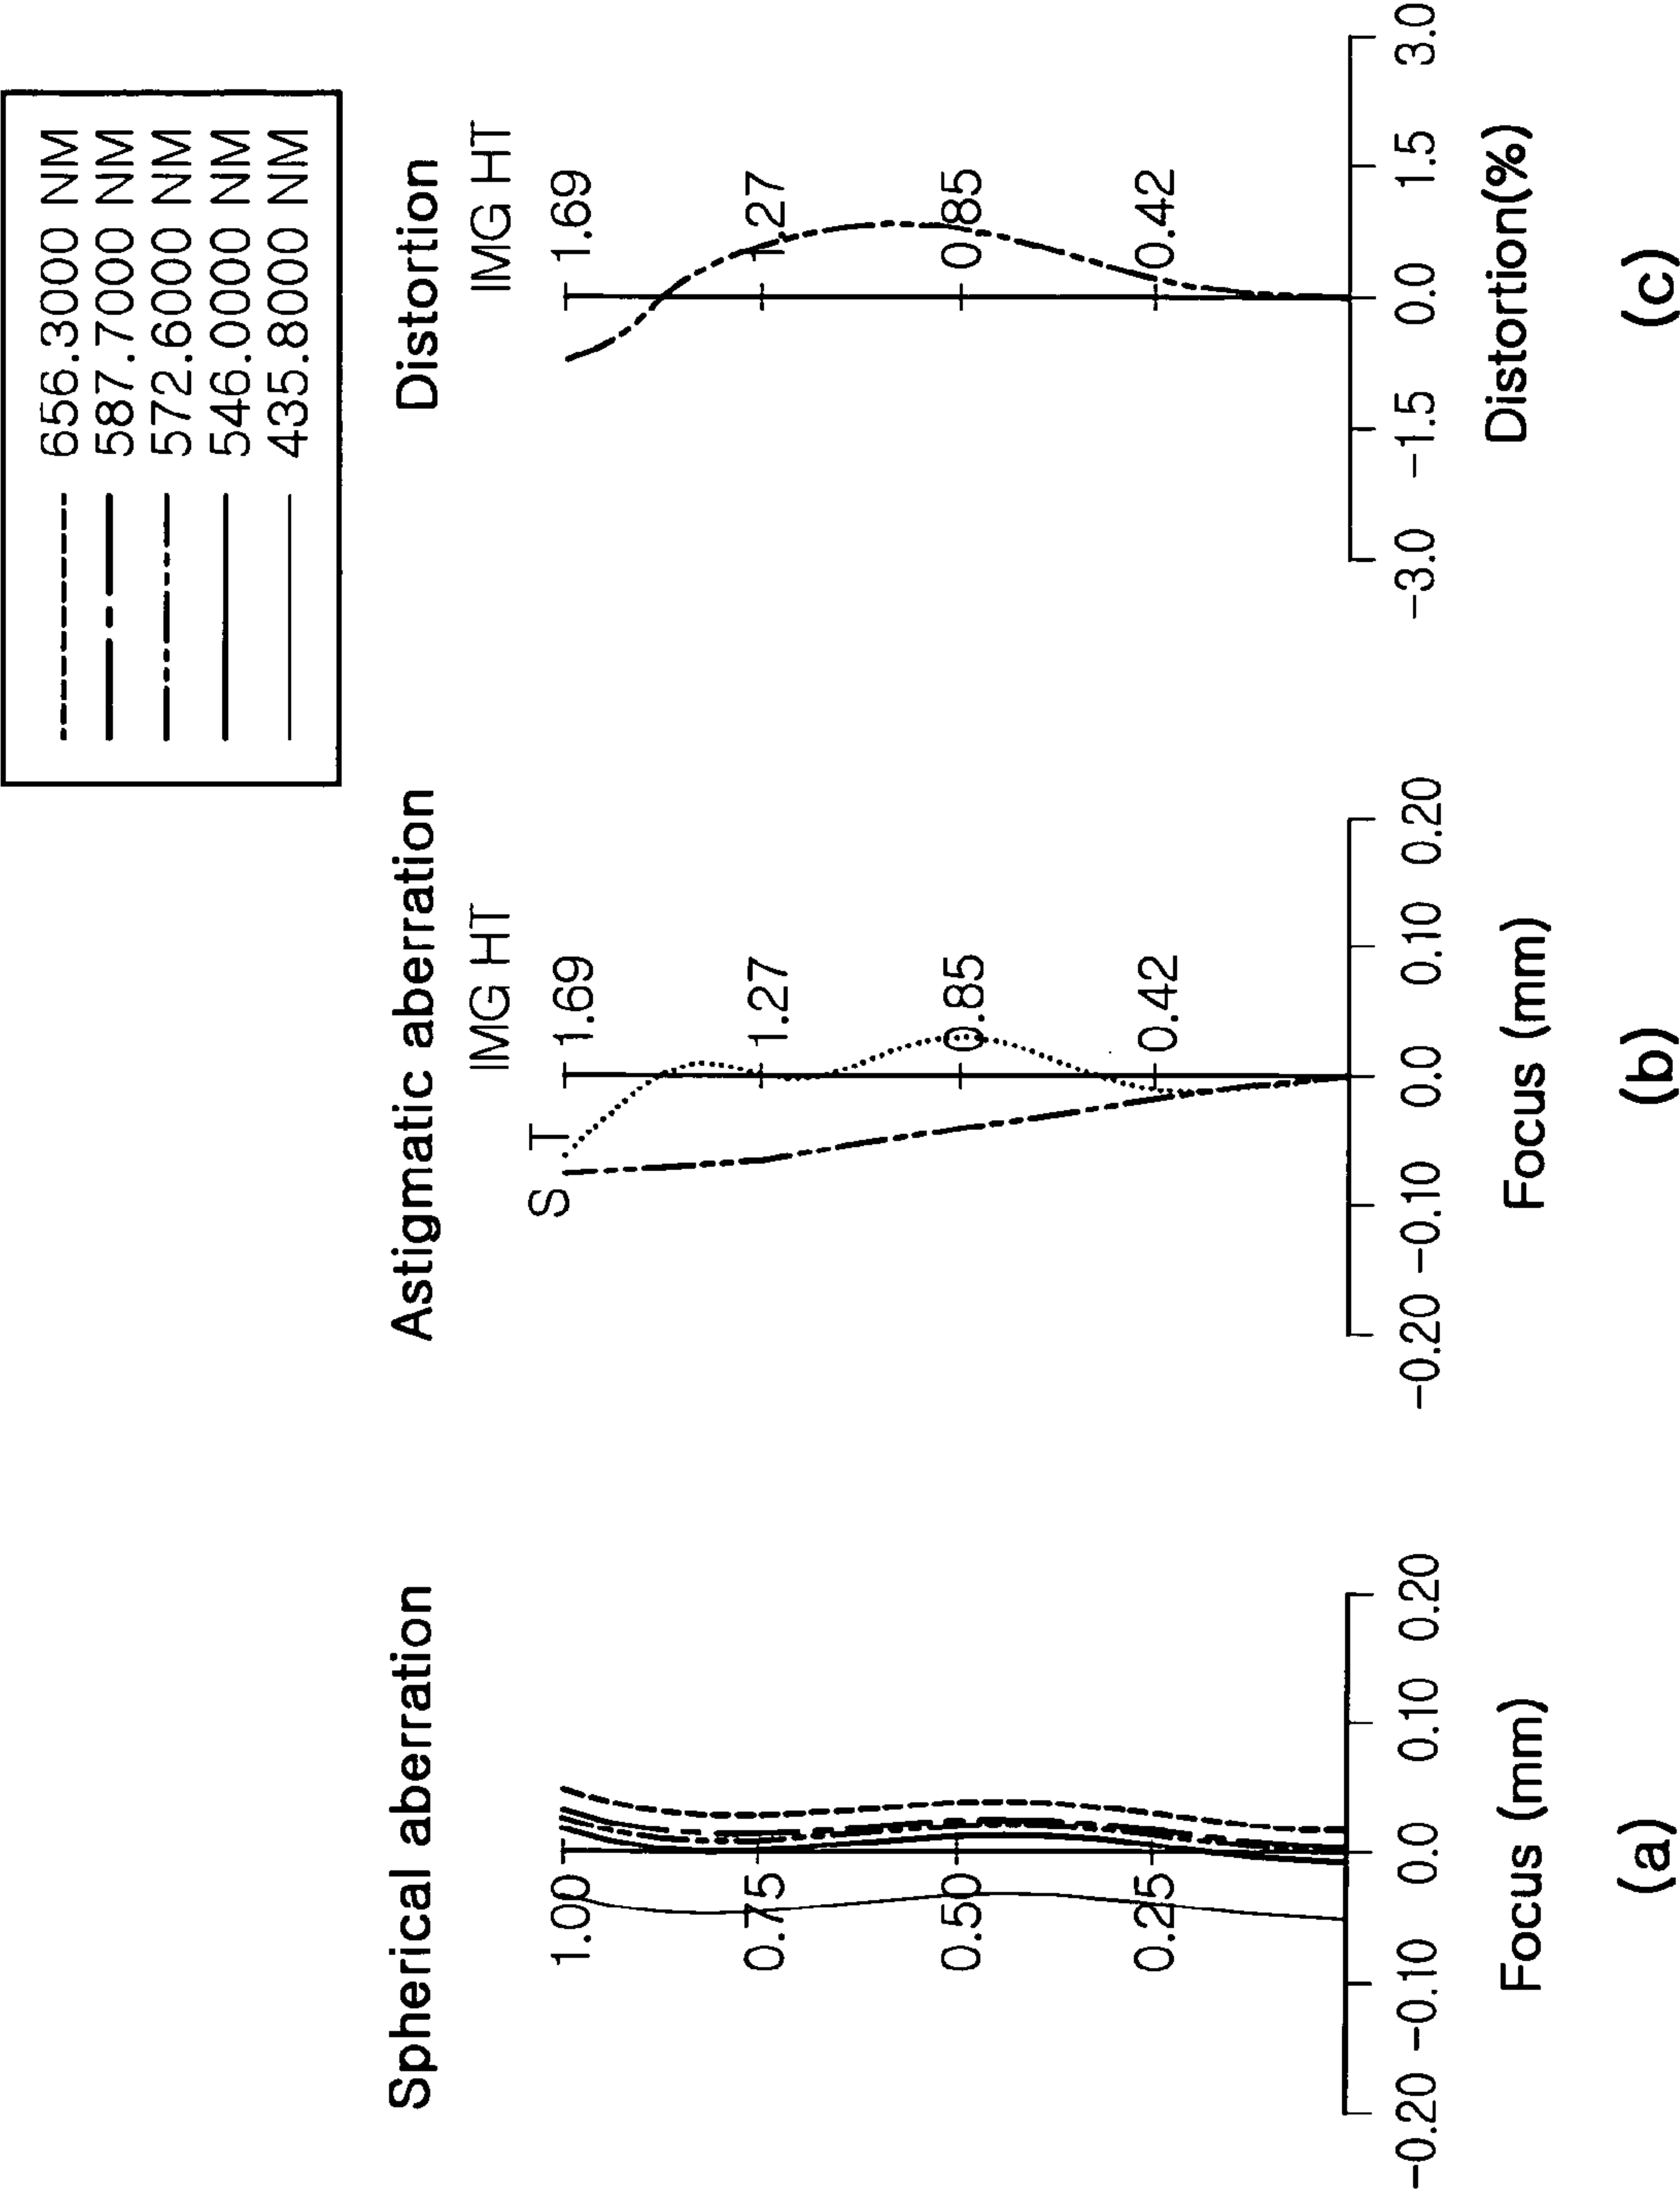 656.3000 NM
587.7000 NM
572.6000 NM
546.0000 NM
435.8000 NM
Spherical aberration
1.00
0.75
0.50
0.25
−0.20 −0.10 0.0 0.10 0.20
Focus (mm)
(a)
Astigmatic aberration
IMG HT
S T
1.69
1.27
0.85
0.42
−0.20 −0.10 0.0 0.10 0.20
Focus (mm)
(b)
Distortion
IMG HT
1.69
1.27
0.85
0.42
−3.0 −1.5 0.0 1.5 3.0
Distortion(%)
(c)